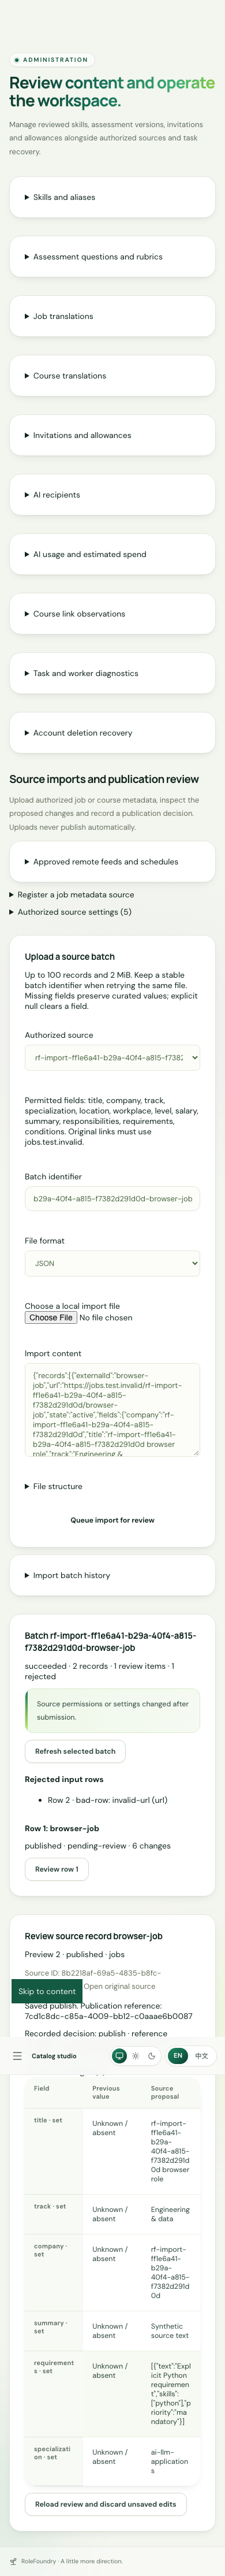 ADMINISTRATION
Review content and operate
the workspace.
Manage reviewed skills, assessment versions, invitations
and allowances alongside authorized sources and task
recovery.
Skills and aliases
Assessment questions and rubrics
Job translations
Course translations
Invitations and allowances
AI recipients
AI usage and estimated spend
Course link observations
Task and worker diagnostics
Account deletion recovery
Source imports and publication review
Upload authorized job or course metadata, inspect the
proposed changes and record a publication decision.
Uploads never publish automatically.
Approved remote feeds and schedules
Register a job metadata source
Authorized source settings (5)
Upload a source batch
Up to 100 records and 2 MiB. Keep a stable
batch identifier when retrying the same file.
Missing fields preserve curated values; explicit
null clears a field.
Authorized source
rf-import-ff1e6a41-b29a-40f4-a815-f7382
Permitted fields: title, company, track,
specialization, location, workplace, level, salary,
summary, responsibilities, requirements,
conditions. Original links must use
jobs.test.invalid.
Batch identifier
b29a-40f4-a815-f7382d291d0d-browser-job
File format
JSON
Choose a local import file
Choose File No file chosen
Import content
{"records":[{"externalId":"browser-
job","url":"https://jobs.test.invalid/rf-import-
ff1e6a41-b29a-40f4-a815-
f7382d291d0d/browser-
job","state":"active","fields":{"company":"rf-
import-ff1e6a41-b29a-40f4-a815-
f7382d291d0d","title":"rf-import-ff1e6a41-
b29a-40f4-a815-f7382d291d0d browser
role","track":"Engineering &
File structure
Queue import for review
Import batch history
Batch rf-import-ff1e6a41-b29a-40f4-a815-
f7382d291d0d-browser-job
succeeded · 2 records · 1 review items · 1
rejected
Source permissions or settings changed after
submission.
Refresh selected batch
Rejected input rows
Row 2 · bad-row: invalid-url (url)
Row 1: browser-job
published · pending-review · 6 changes
Review row 1
Review source record browser-job
Preview 2 · published · jobs
Source ID: 8b2218af-69a5-4835-b8fc-
Skip to content
Open original source
Saved publish. Publication reference:
7cd1c8dc-c85a-4009-bb12-c0aaae6b0087
Recorded decision: publish · reference
Catalog studio
EN
中文
Field
Previous
value
Source
proposal
title · set
Unknown /
absent
rf-import-
ff1e6a41-
b29a-
40f4-a815-
f7382d291d
0d browser
role
track · set
Unknown /
absent
Engineering
& data
company ·
set
Unknown /
absent
rf-import-
ff1e6a41-
b29a-
40f4-a815-
f7382d291d
0d
summary ·
set
Unknown /
absent
Synthetic
source text
requirement
s · set
Unknown /
absent
[{"text":"Expl
icit Python
requiremen
t","skills":
["python"],"p
riority":"ma
ndatory"}]
specializati
on · set
Unknown /
absent
ai-llm-
application
s
Reload review and discard unsaved edits
RoleFoundry · A little more direction.